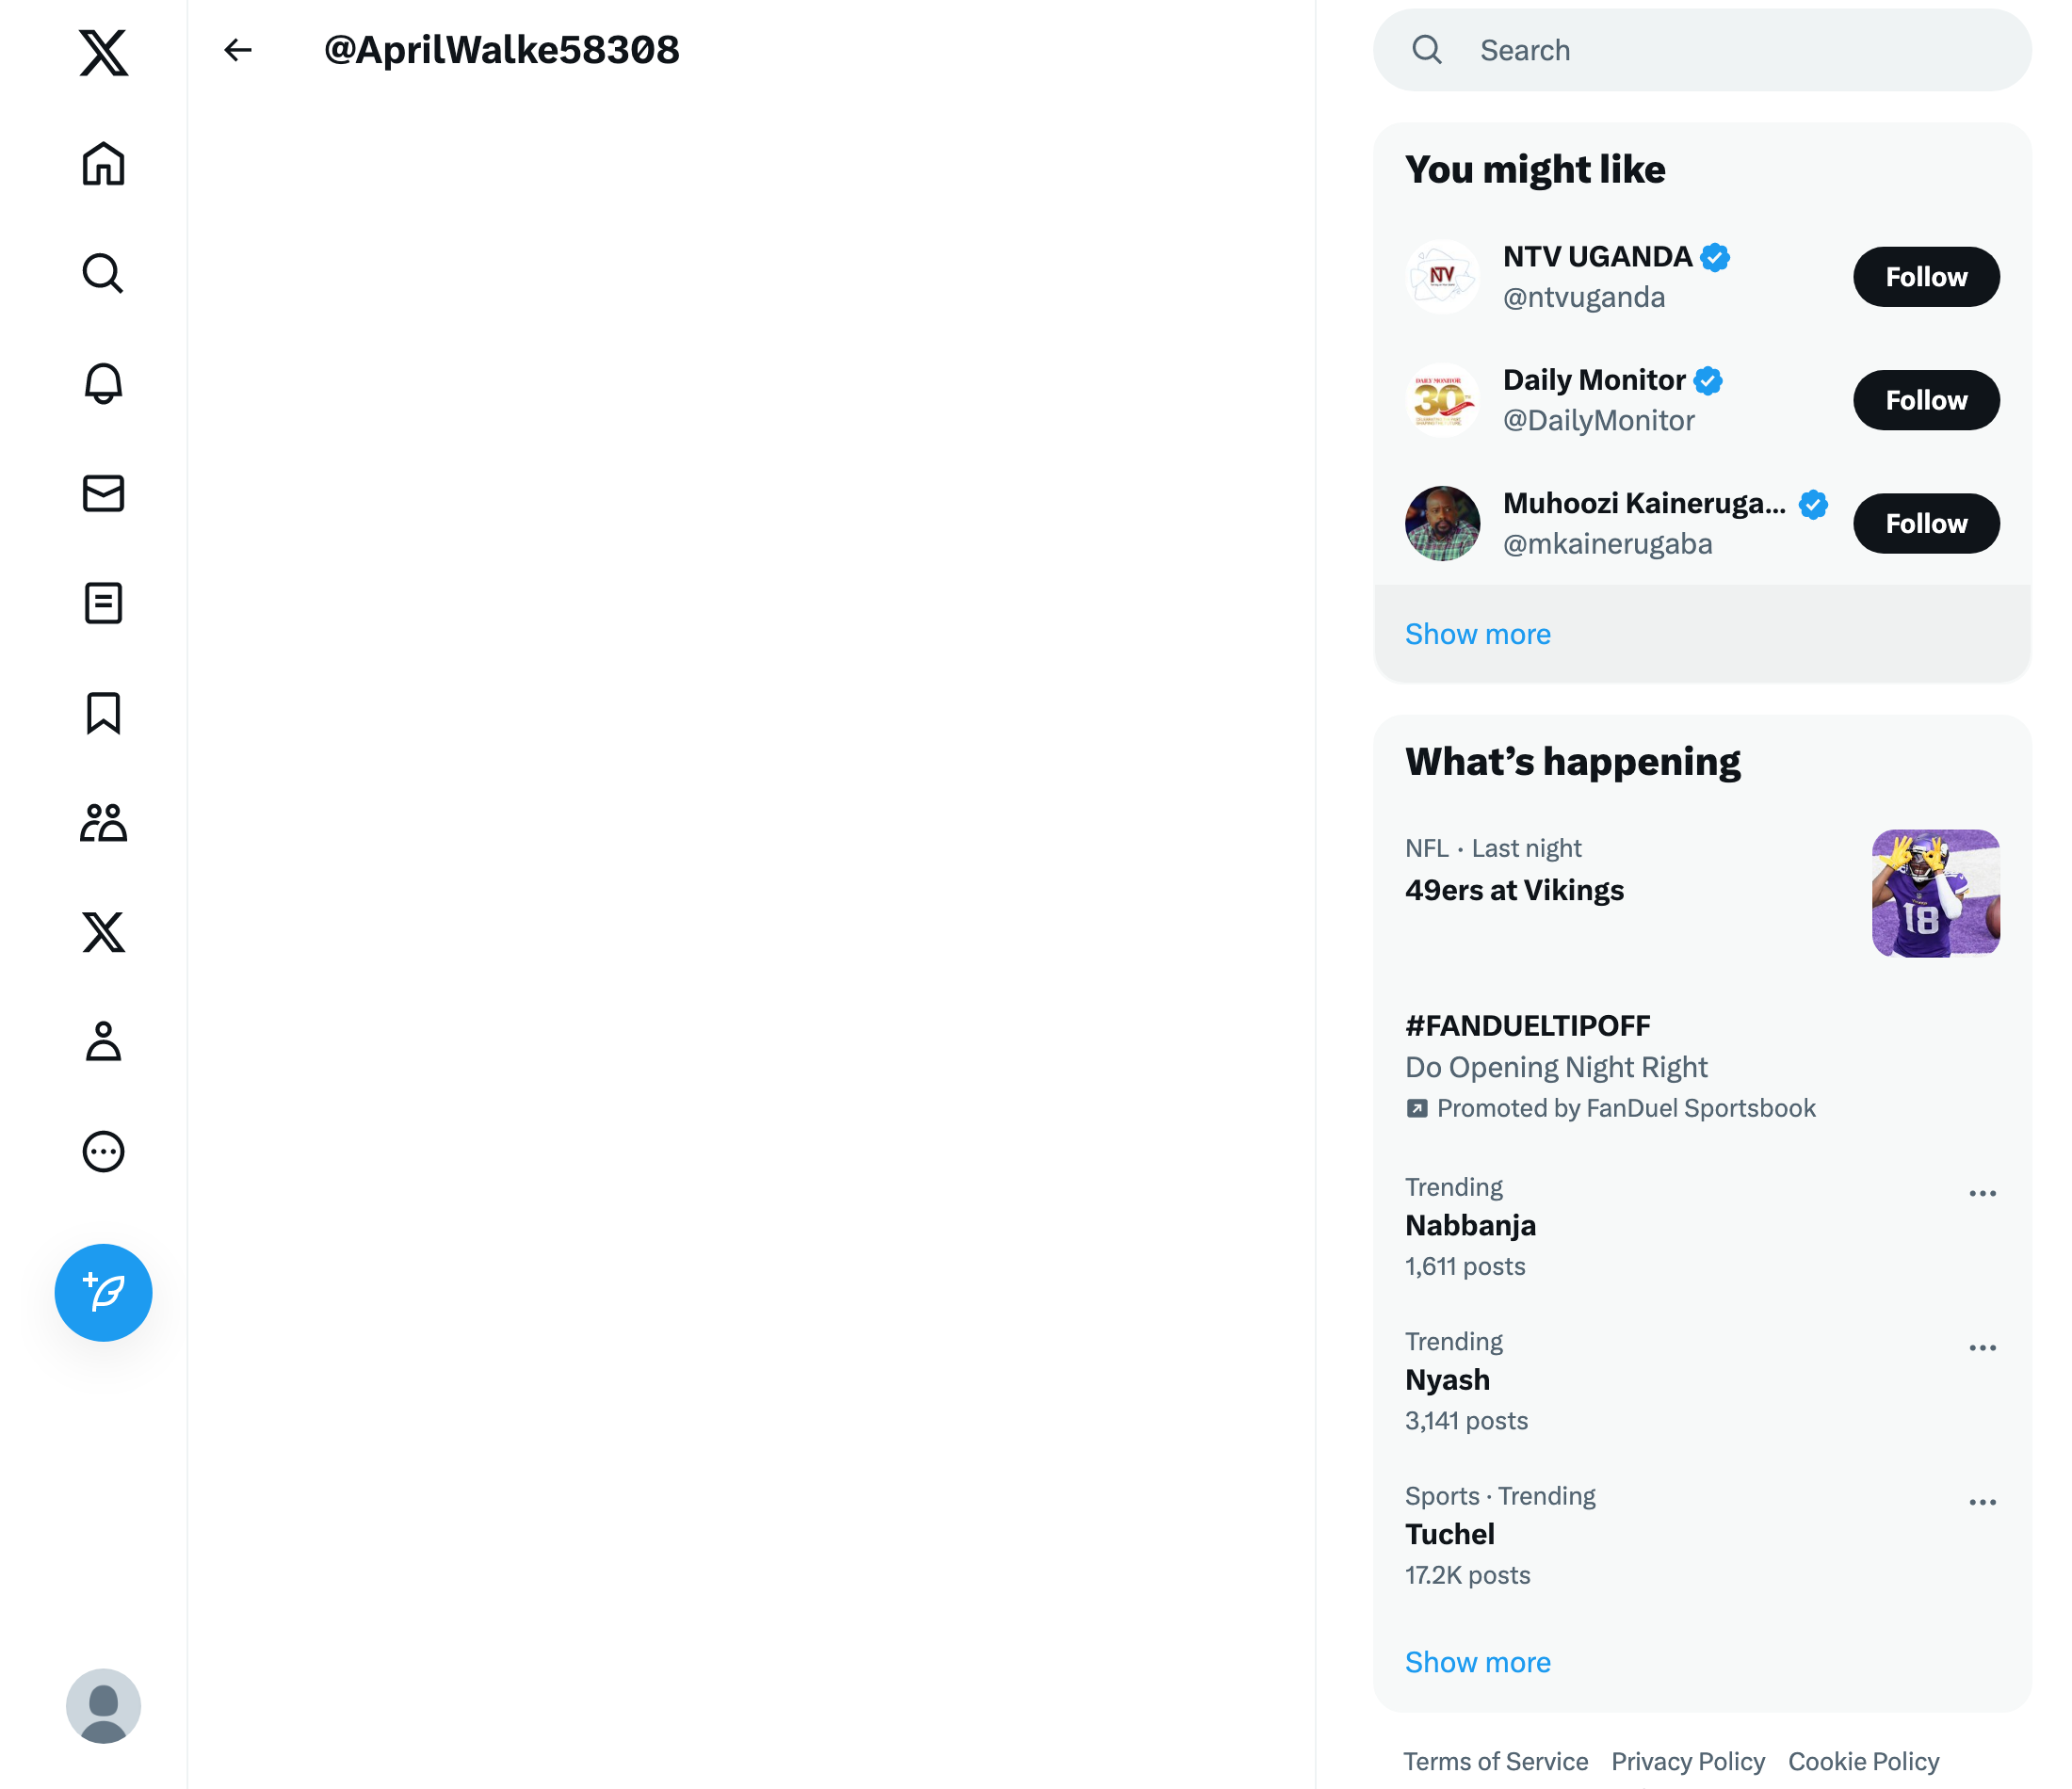 @AprilWalke58308
Search
You might like
NTV UGANDA
@ntvuganda
Follow
Daily Monitor
@DailyMonitor
Follow
Muhoozi Kaineruga...
@mkainerugaba
Follow
Show more
What’s happening
NFL · Last night
49ers at Vikings
18
#FANDUELTIPOFF
Do Opening Night Right
Promoted by FanDuel Sportsbook
Trending
Nabbanja
1,611 posts
Trending
Nyash
3,141 posts
Sports · Trending
Tuchel
17.2K posts
Show more
Terms of Service Privacy Policy Cookie Policy